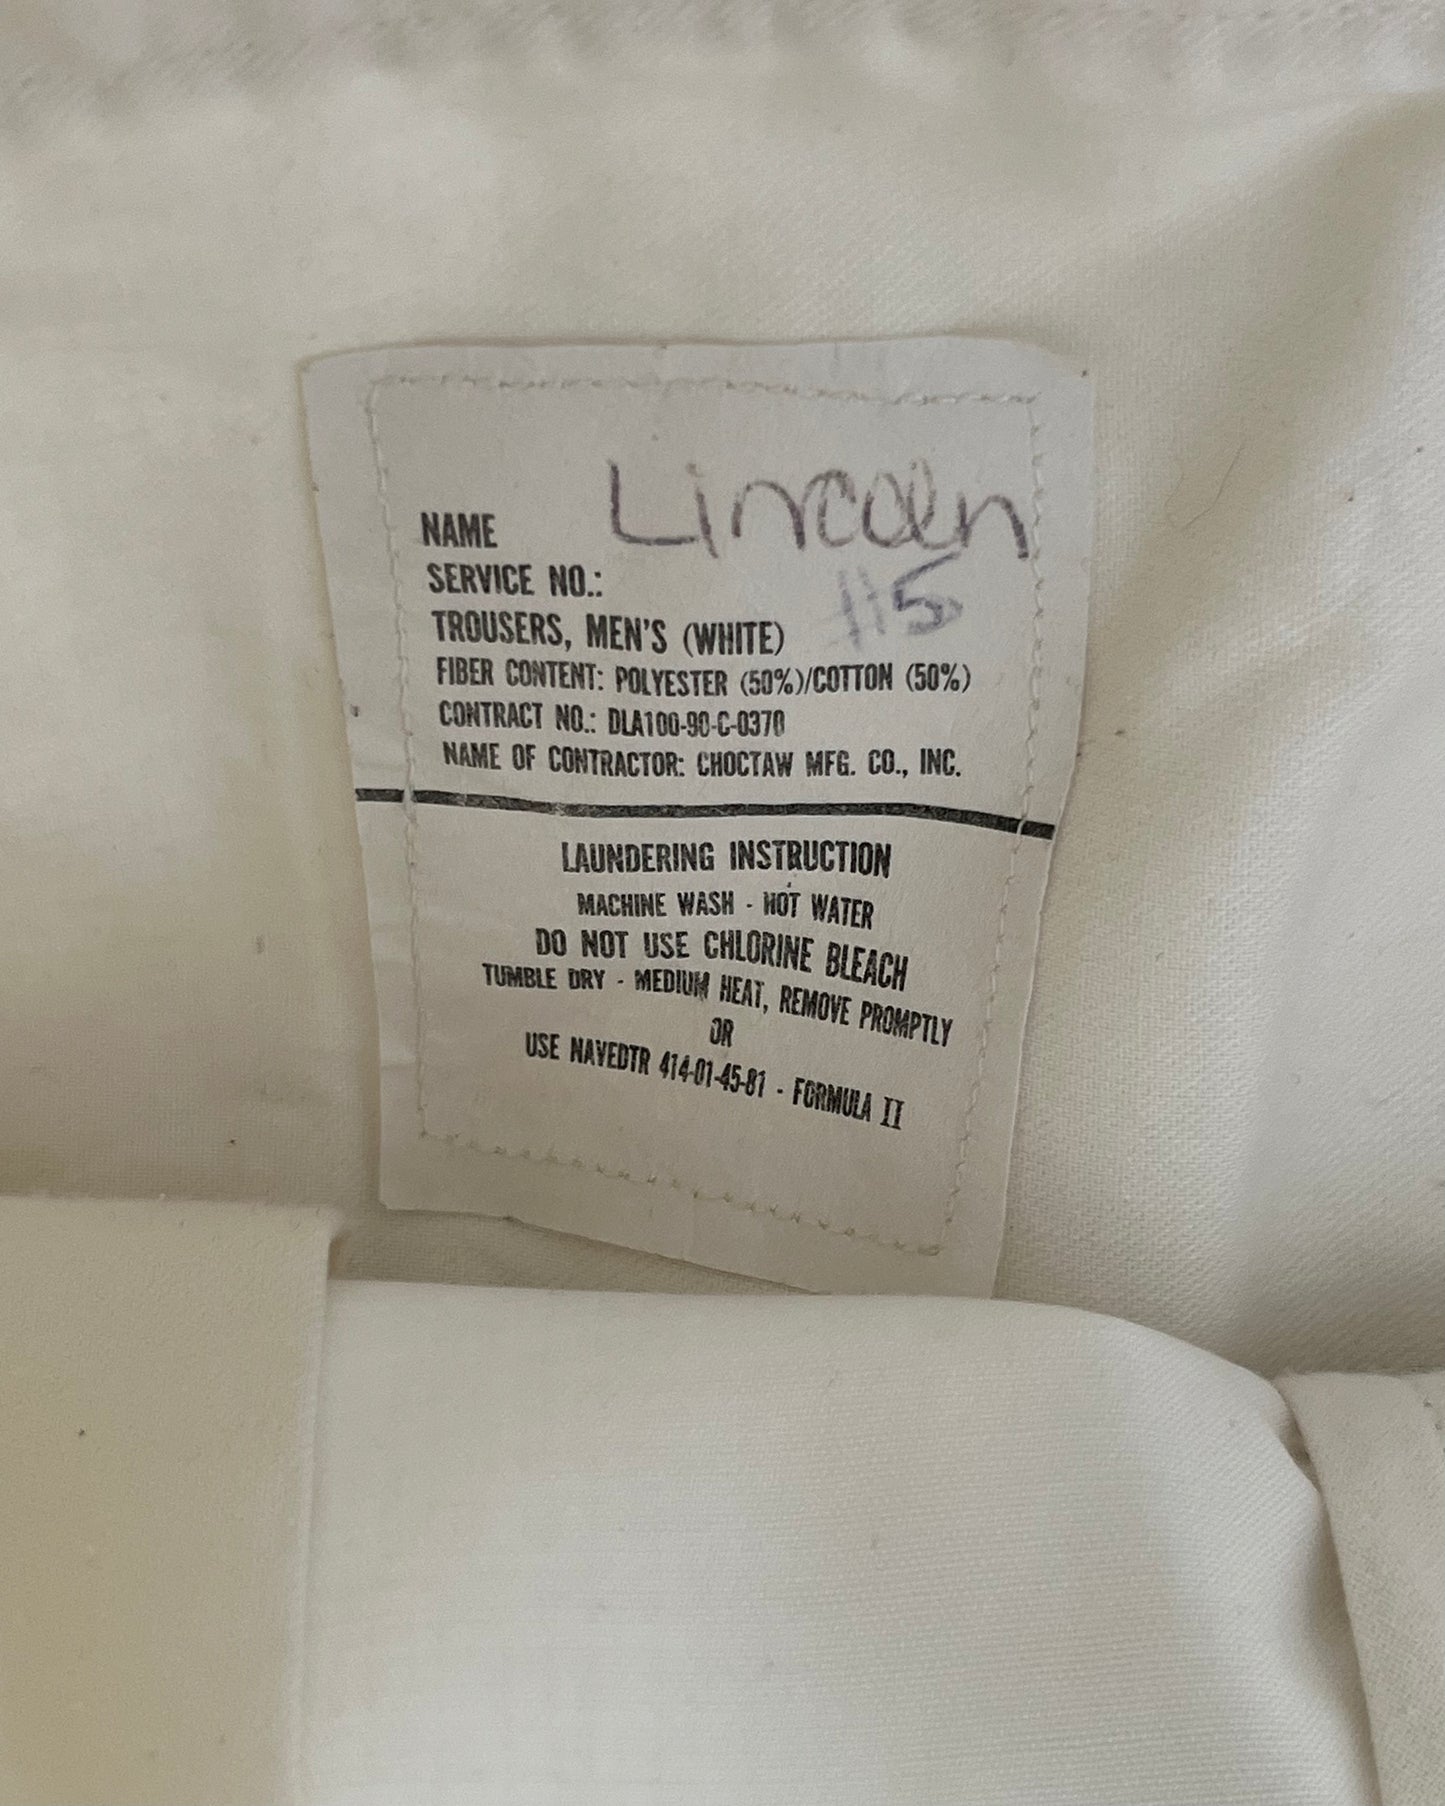 Lincoln
NAME
SERVICE NO.:
115
TROUSERS, MEN'S (WHITE)
FIBER CONTENT: POLYESTER (50%)/COTTON (50%)
CONTRACT NO.: DLA100-90-C-0370
NAME OF CONTRACTOR: CHOCTAW MFG. CO., INC.
LAUNDERING INSTRUCTION
MACHINE WASH - HOT WATER
DO NOT USE CHLORINE BLEACH
TUMBLE DRY - MEDIUM HEAT, REMOVE PROMPTLY
OR
USE NAVEDTR 414-01-45-81 - FORMULA II